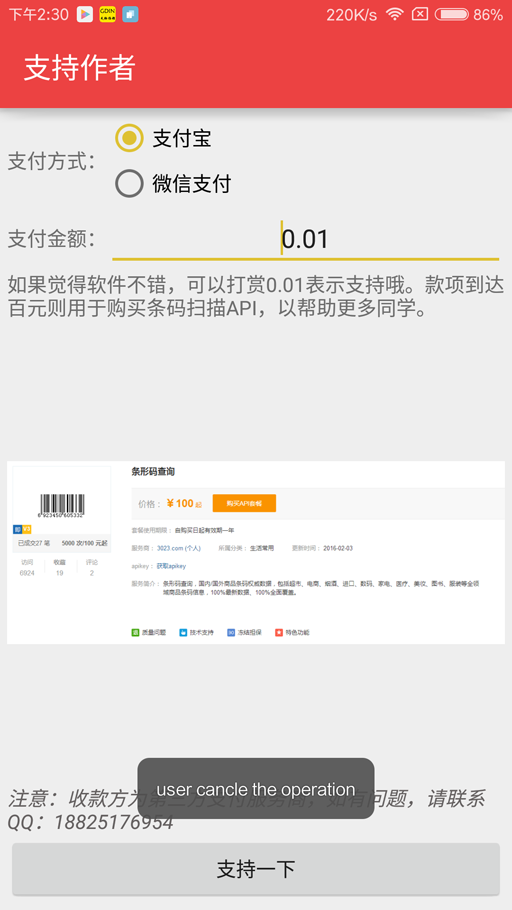 下午2:30 GDIN 220K/s 86%
支持作者
支付方式：
支付宝
微信支付
支付金额： 0.01
如果觉得软件不错，可以打赏0.01表示支持哦。款项到达
百元则用于购买条码扫描API，以帮助更多同学。
条形码查询
价格： ¥100 起 购买API套餐
6 923450 605332
已成交27 笔 5000 次/100 元起
访问 收藏 评论
6924 19 2
套餐使用期限： 自购买日起有效期一年
服务商： 3023.com (个人) 所属分类： 生活常用 更新时间： 2016-02-03
apikey： 获取apikey
服务简介： 条形码查询，国内/国外商品条码权威数据，包括超市、电商、烟酒、进口、数码、家电、医疗、美妆、图书、服装等全领
域商品条码信息，100%最新数据、100%全面覆盖。
质量问题 技术支持 冻结担保 特色功能
user cancle the operation
注意：收款方为第三方支付服务商，如有问题，请联系
QQ：18825176954
支持一下